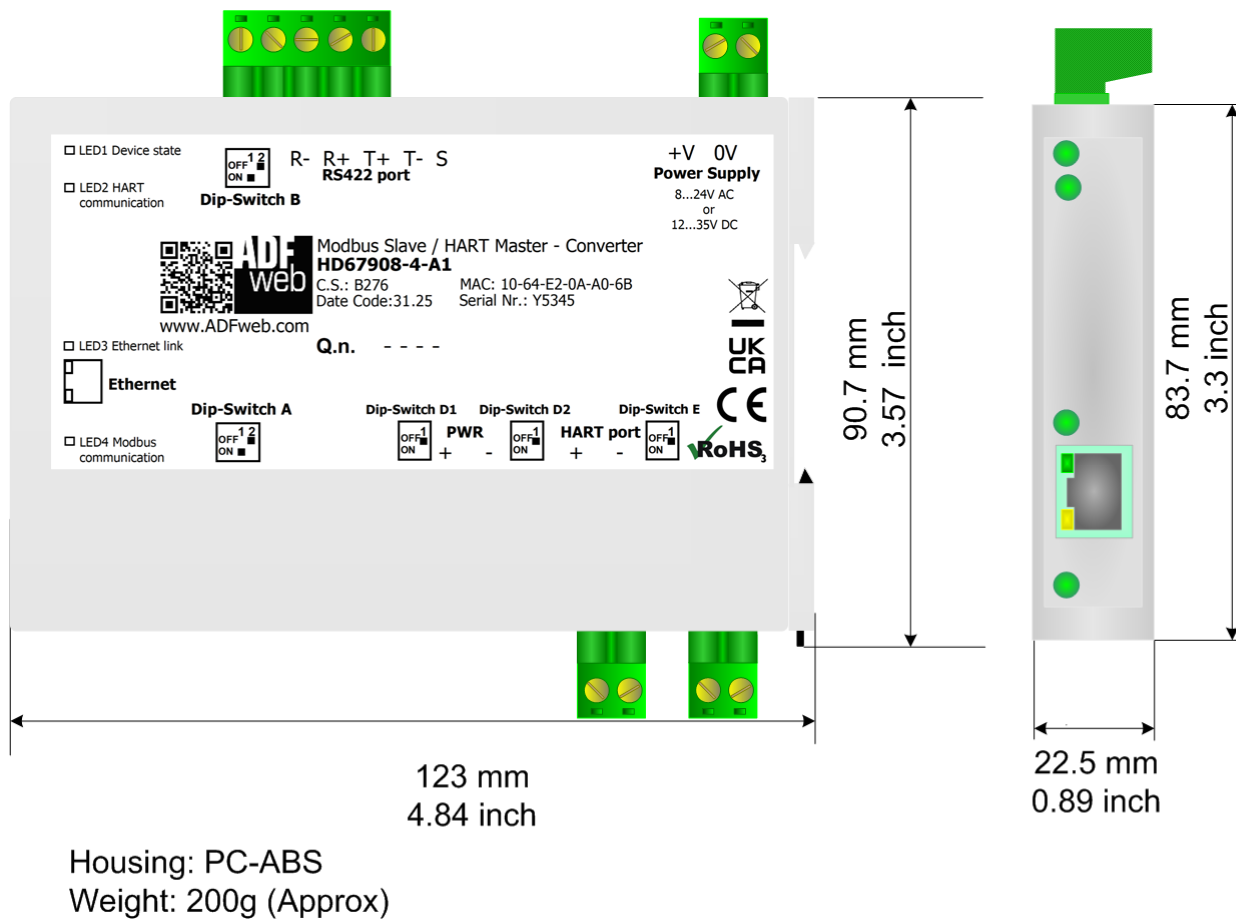 LED1 Device state
LED2 HART
communication
OFF 1 2
ON
Dip-Switch B
R- R+ T+ T- S
RS422 port
+V 0V
Power Supply
8...24V AC
or
12...35V DC
ADF
web
www.ADFweb.com
Modbus Slave / HART Master - Converter
HD67908-4-A1
C.S.: B276 MAC: 10-64-E2-0A-A0-6B
Date Code:31.25 Serial Nr.: Y5345
LED3 Ethernet link
Q.n. - - - -
Ethernet
UK
CA
CE
RoHS3
Dip-Switch A
OFF 1 2
ON
Dip-Switch D1
OFF 1
ON
PWR
+ -
Dip-Switch D2
OFF 1
ON
HART port
+ -
Dip-Switch E
OFF 1
ON
LED4 Modbus
communication
90.7 mm
3.57 inch
83.7 mm
3.3 inch
123 mm
4.84 inch
22.5 mm
0.89 inch
Housing: PC-ABS
Weight: 200g (Approx)